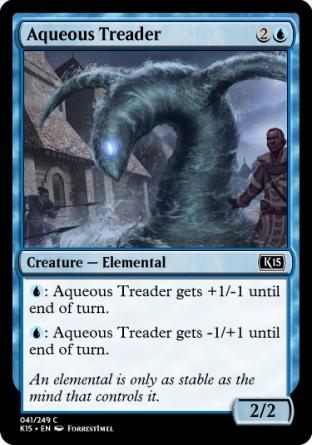 Aqueous Treader 2
Creature — Elemental K15
: Aqueous Treader gets +1/-1 until
end of turn.
: Aqueous Treader gets -1/+1 until
end of turn.
An elemental is only as stable as the
mind that controls it.
2/2
041/249 C
K15 • EN ForrestImel